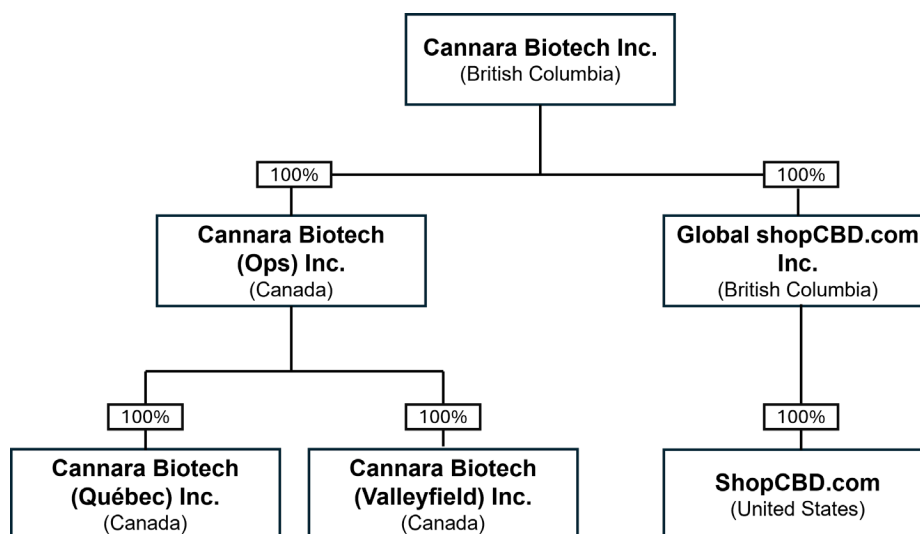 Cannara Biotech Inc.
(British Columbia)
100%
100%
Cannara Biotech
(Ops) Inc.
(Canada)
Global shopCBD.com
Inc.
(British Columbia)
100%
100%
100%
Cannara Biotech
(Québec) Inc.
(Canada)
Cannara Biotech
(Valleyfield) Inc.
(Canada)
ShopCBD.com
(United States)